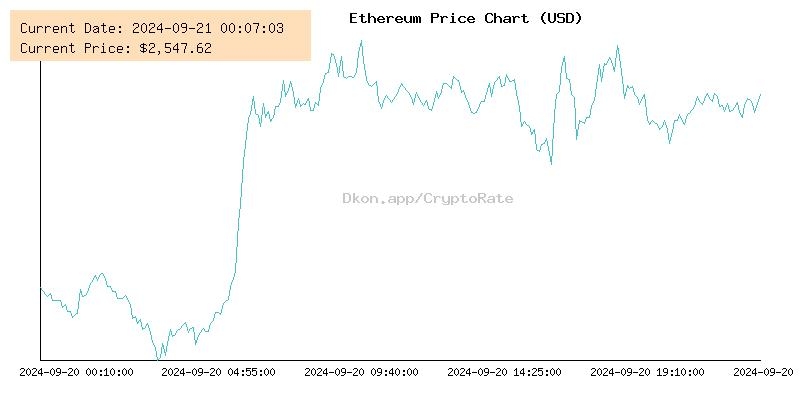 Ethereum Price Chart (USD)
Current Date: 2024-09-21 00:07:03
Current Price: $2,547.62
Dkon.app/CryptoRate
2024-09-20 00:10:00 2024-09-20 04:55:00 2024-09-20 09:40:00 2024-09-20 14:25:00 2024-09-20 19:10:00 2024-09-20